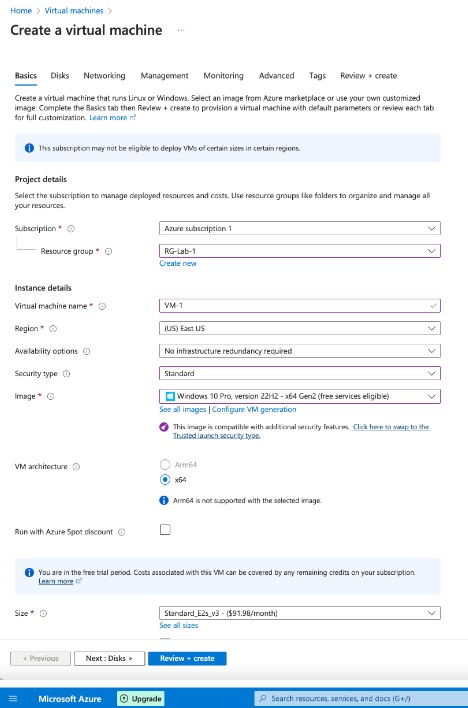 Home > Virtual machines >
Create a virtual machine ...
Basics Disks Networking Management Monitoring Advanced Tags Review + create
Create a virtual machine that runs Linux or Windows. Select an image from Azure marketplace or use your own customized
image. Complete the Basics tab then Review + create to provision a virtual machine with default parameters or review each tab
for full customization. Learn more
This subscription may not be eligible to deploy VMs of certain sizes in certain regions.
Project details
Select the subscription to manage deployed resources and costs. Use resource groups like folders to organize and manage all
your resources.
Subscription * Azure subscription 1
Resource group * RG-Lab-1
Create new
Instance details
Virtual machine name * VM-1
Region * (US) East US
Availability options No infrastructure redundancy required
Security type Standard
Image * Windows 10 Pro, version 22H2 - x64 Gen2 (free services eligible)
See all images | Configure VM generation
This image is compatible with additional security features. Click here to swap to the
Trusted launch security type.
VM architecture Arm64
x64
Arm64 is not supported with the selected image.
Run with Azure Spot discount
You are in the free trial period. Costs associated with this VM can be covered by any remaining credits on your subscription.
Learn more
Size * Standard_E2s_v3 - ($91.98/month)
See all sizes
< Previous Next : Disks > Review + create
Microsoft Azure Upgrade Search resources, services, and docs (G+/)